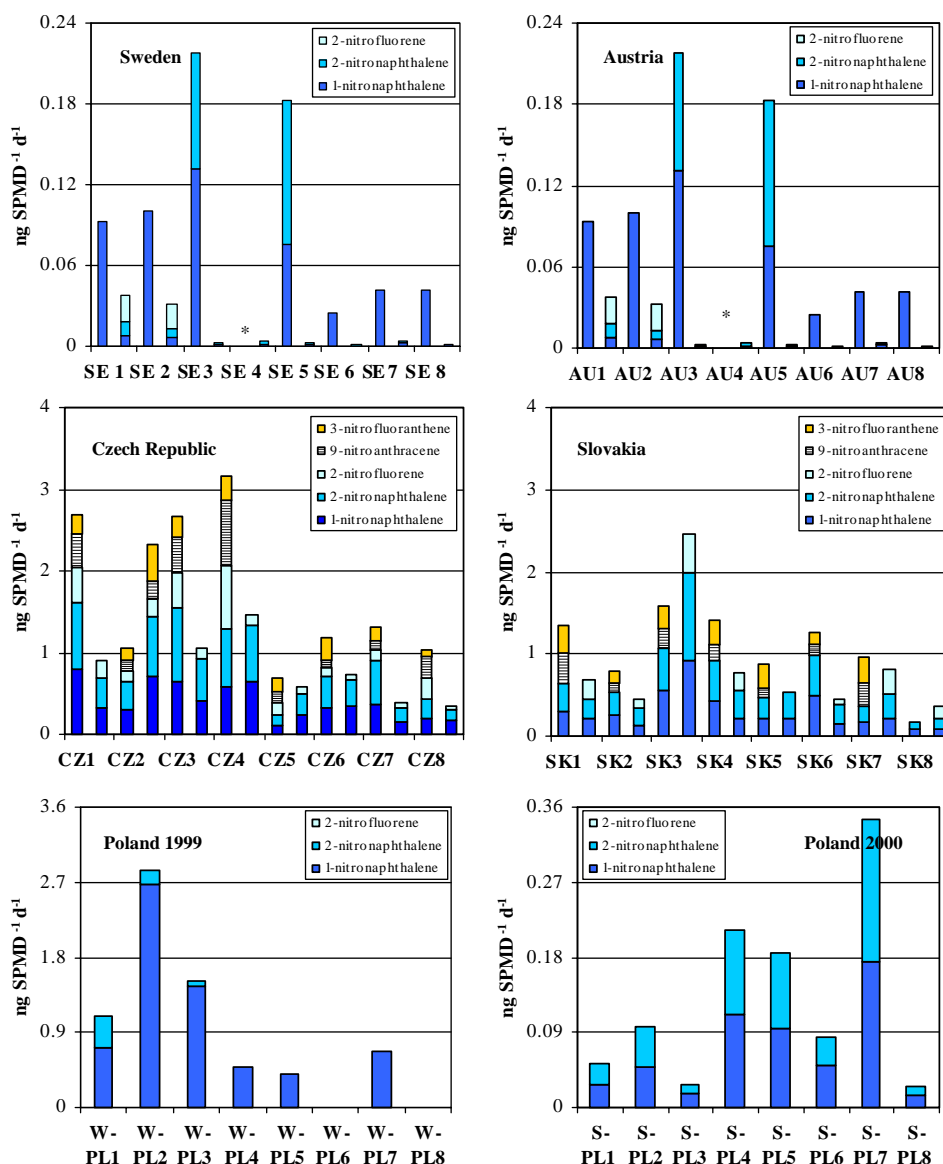 Sweden
2-nitrofluorene
2-nitronaphthalene
1-nitronaphthalene
ng SPMD⁻¹ d⁻¹
0.24
0.18
0.12
0.06
0
*
SE 1 SE 2 SE 3 SE 4 SE 5 SE 6 SE 7 SE 8
Austria
2-nitrofluorene
2-nitronaphthalene
1-nitronaphthalene
ng SPMD⁻¹ d⁻¹
0.24
0.18
0.12
0.06
0
*
AU1 AU2 AU3 AU4 AU5 AU6 AU7 AU8
Czech Republic
3-nitrofluoranthene
9-nitroanthracene
2-nitrofluorene
2-nitronaphthalene
1-nitronaphthalene
ng SPMD⁻¹ d⁻¹
4
3
2
1
0
CZ1 CZ2 CZ3 CZ4 CZ5 CZ6 CZ7 CZ8
Slovakia
3-nitrofluoranthene
9-nitroanthracene
2-nitrofluorene
2-nitronaphthalene
1-nitronaphthalene
ng SPMD⁻¹ d⁻¹
4
3
2
1
0
SK1 SK2 SK3 SK4 SK5 SK6 SK7 SK8
Poland 1999
2-nitrofluorene
2-nitronaphthalene
1-nitronaphthalene
ng SPMD⁻¹ d⁻¹
3.6
2.7
1.8
0.9
0
W- W- W- W- W- W- W- W-
PL1 PL2 PL3 PL4 PL5 PL6 PL7 PL8
Poland 2000
2-nitrofluorene
2-nitronaphthalene
1-nitronaphthalene
ng SPMD⁻¹ d⁻¹
0.36
0.27
0.18
0.09
0
S- S- S- S- S- S- S- S-
PL1 PL2 PL3 PL4 PL5 PL6 PL7 PL8